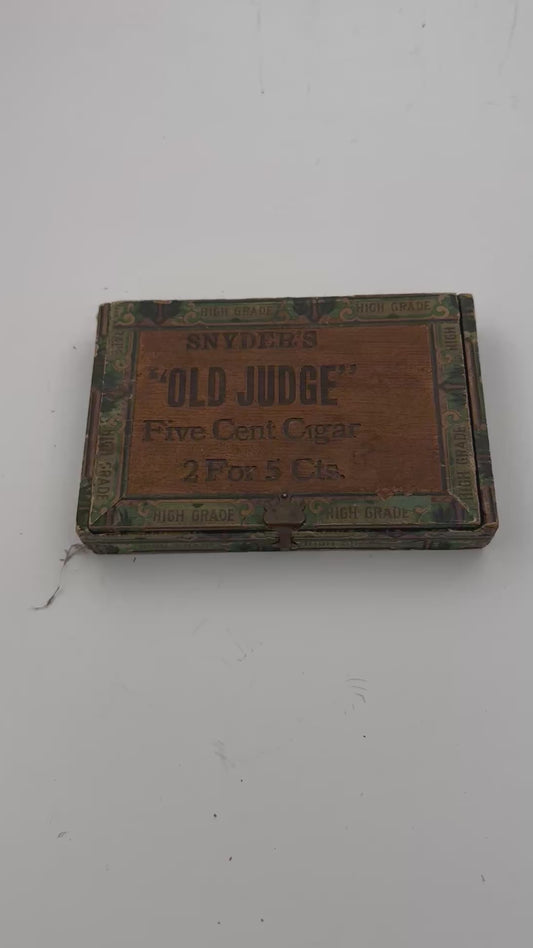 HIGH GRADE HIGH GRADE
SNYDER'S
"OLD JUDGE"
Five Cent Cigar
2 For 5 Cts.
HIGH GRADE
HIGH GRADE
HIGH GRADE HIGH GRADE